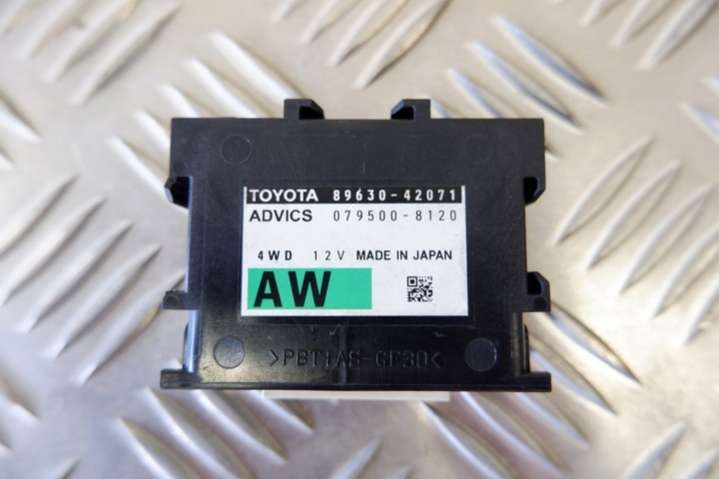 TOYOTA 89630-42071
ADVICS 079500-8120
4WD 12V MADE IN JAPAN
AW
>PBT+AS-GF30<